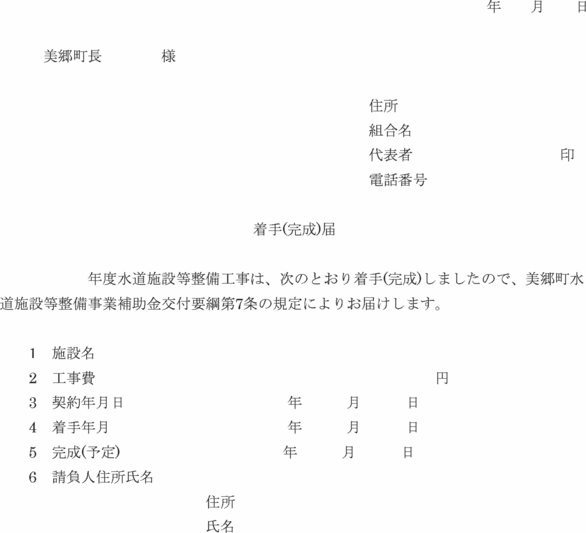 年　　月　　日
美郷町長　　　　様
住所
組合名
代表者　　　　　　　　　　印
電話番号
着手(完成)届
年度水道施設等整備工事は、次のとおり着手(完成)しましたので、美郷町水
道施設等整備事業補助金交付要綱第7条の規定によりお届けします。
1　施設名
2　工事費　　　　　　　　　　　　　　　　　　　　　　　円
3　契約年月日　　　　　　　　　　　年　　　月　　　日
4　着手年月　　　　　　　　　　　　年　　　月　　　日
5　完成(予定)　　　　　　　　　　　年　　　月　　　日
6　請負人住所氏名
住所
氏名